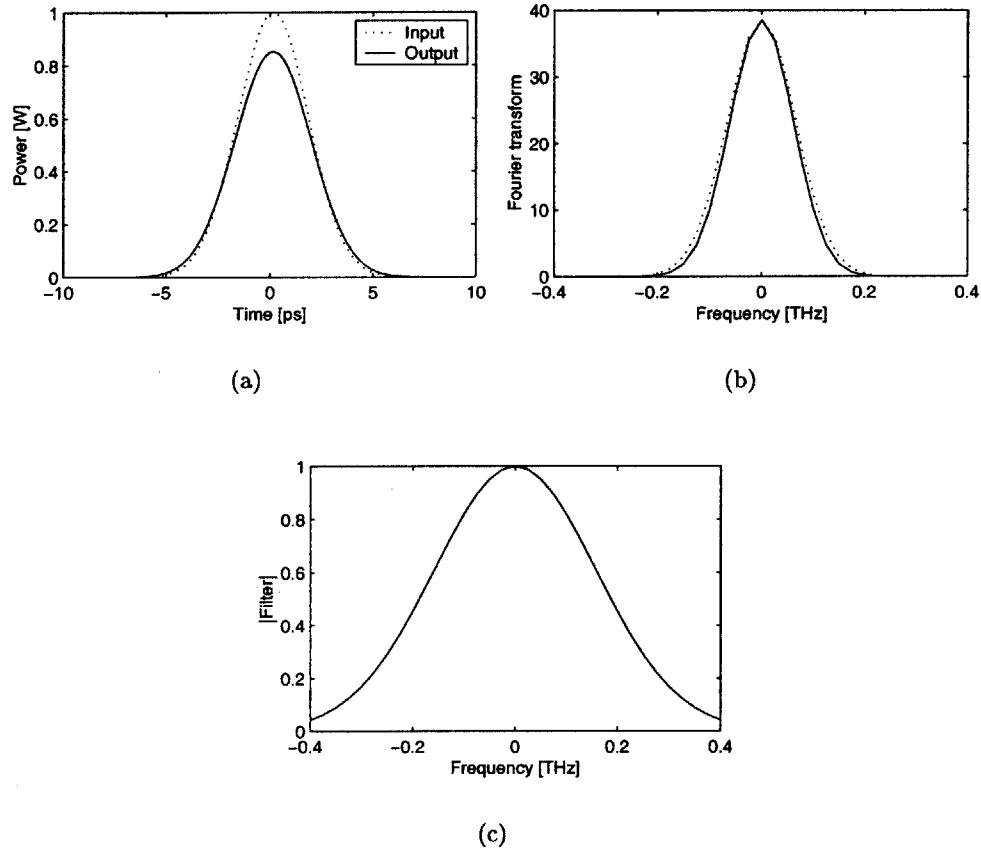 1
0.8
0.6
0.4
0.2
0
Power [W]
Input
Output
−10
−5
0
5
10
Time [ps]
(a)
40
30
20
10
0
Fourier transform
−0.4
−0.2
0
0.2
0.4
Frequency [THz]
(b)
1
0.8
0.6
0.4
0.2
0
|Filter|
−0.4
−0.2
0
0.2
0.4
Frequency [THz]
(c)